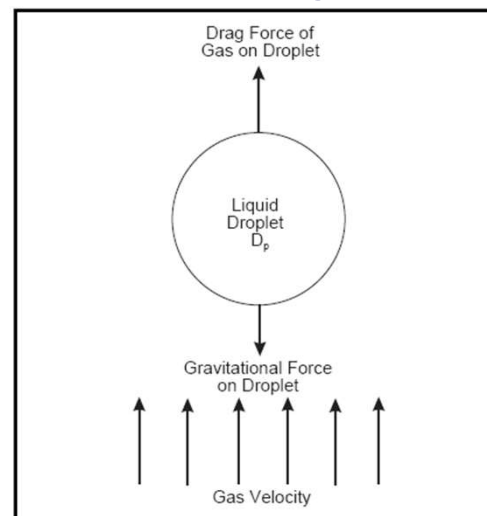 Drag Force of
Gas on Droplet
Liquid
Droplet
Dp
Gravitational Force
on Droplet
Gas Velocity